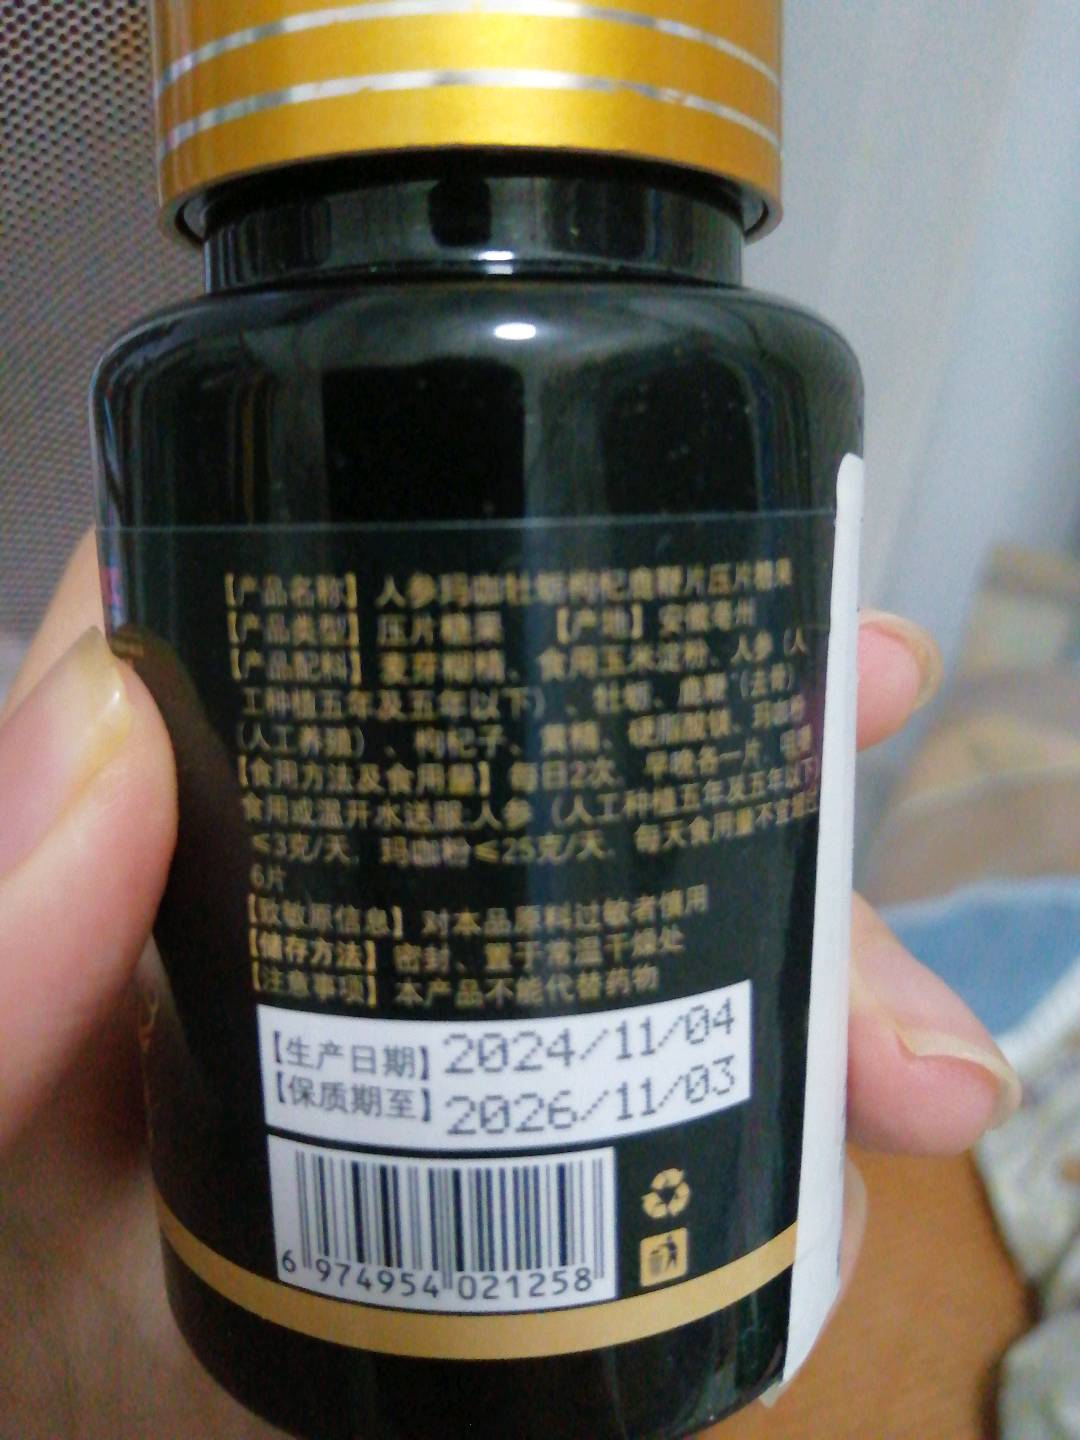 【产品名称】 人参玛咖牡蛎枸杞鹿鞭片压片糖果
【产品类型】 压片糖果 【产地】 安徽亳州
【产品配料】 麦芽糊精、食用玉米淀粉、人参（人
工种植五年及五年以下）、牡蛎、鹿鞭（去骨）
（人工养殖）、枸杞子、黄精、硬脂酸镁、玛咖粉
【食用方法及食用量】 每日2次，早晚各一片，咀嚼
食用或温开水送服.人参（人工种植五年及五年以下）
≤3克/天，玛咖粉≤25克/天，每天食用量不宜超过
6片
【致敏原信息】 对本品原料过敏者慎用
【储存方法】 密封、置于常温干燥处
【注意事项】 本产品不能代替药物
【生产日期】 2024/11/04
【保质期至】 2026/11/03
6 974954 021258